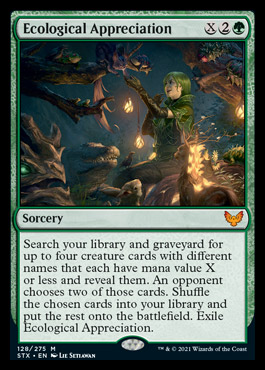 Ecological Appreciation X2
Sorcery
Search your library and graveyard for
up to four creature cards with different
names that each have mana value X
or less and reveal them. An opponent
chooses two of those cards. Shuffle
the chosen cards into your library and
put the rest onto the battlefield. Exile
Ecological Appreciation.
128/275 M
STX • EN Lie Setiawan
™ & © 2021 Wizards of the Coast